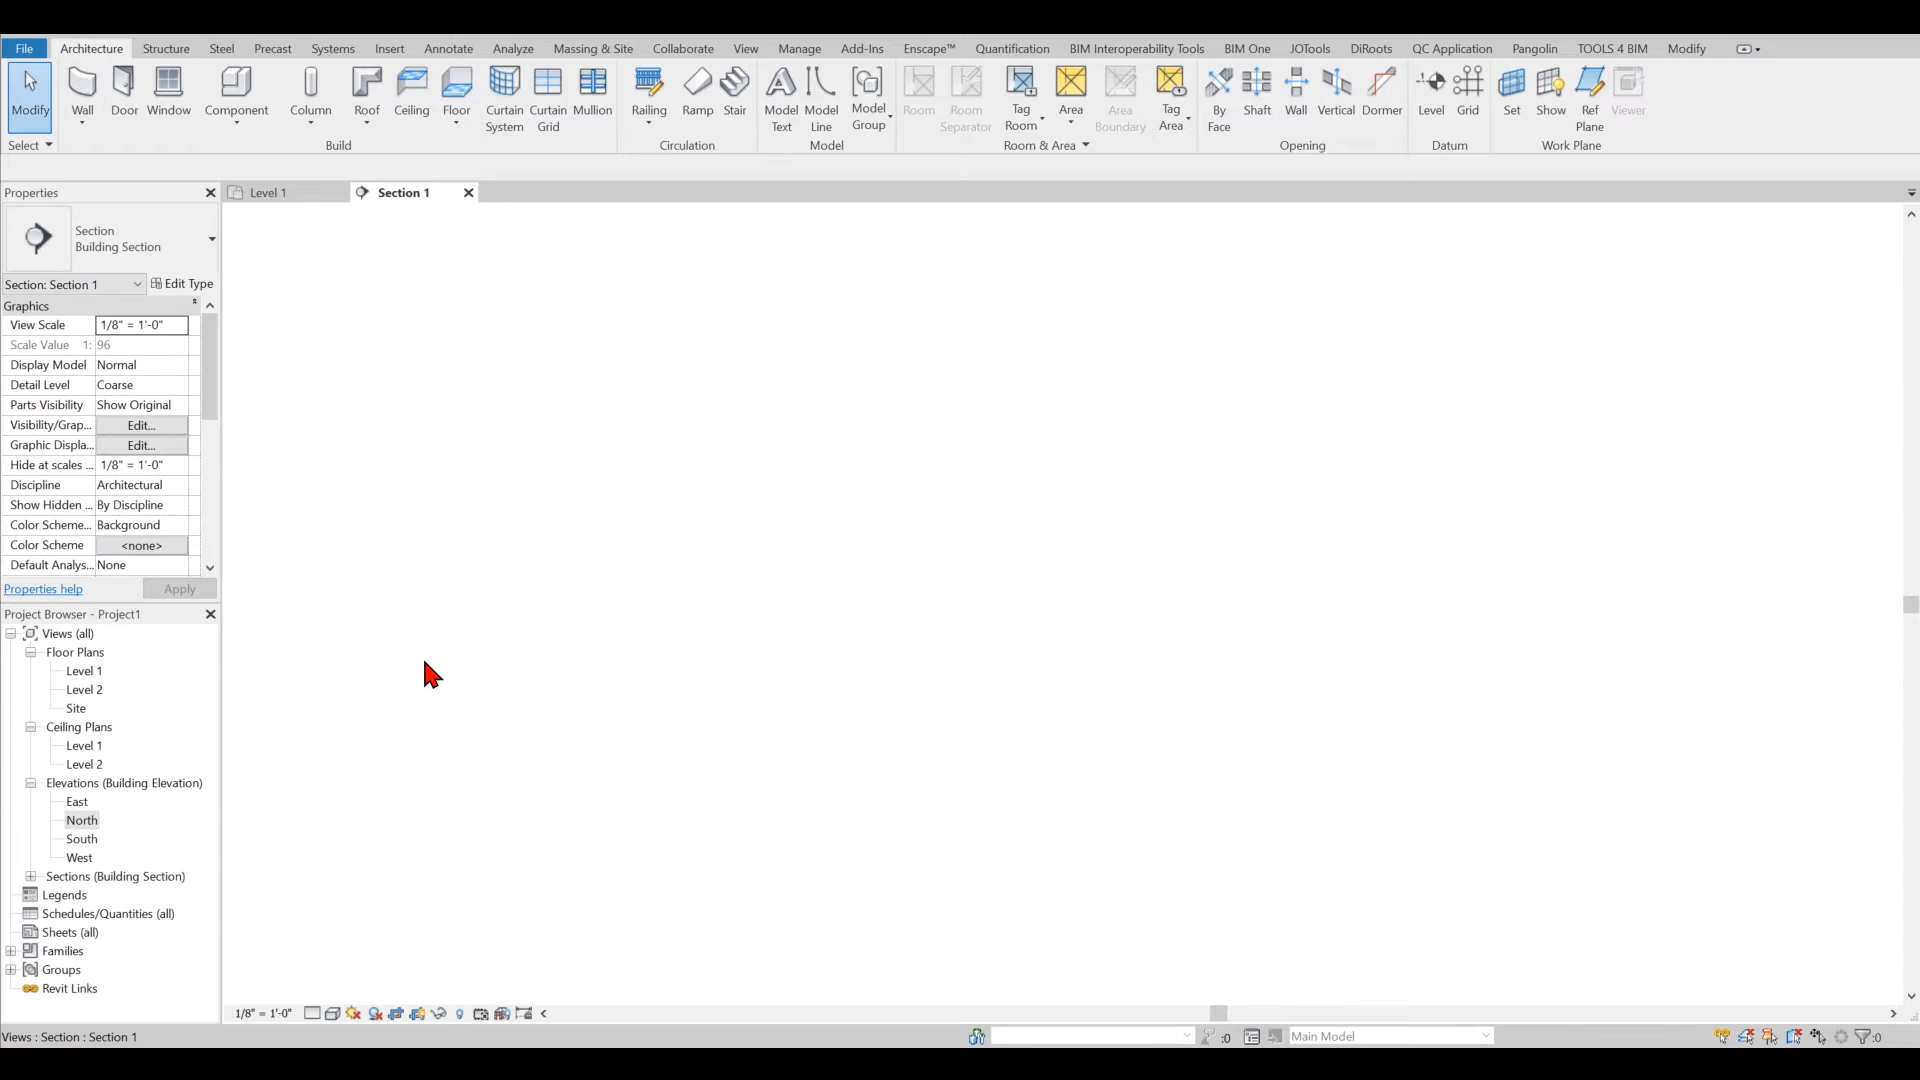 File Architecture Structure Steel Precast Systems Insert Annotate Analyze Massing & Site Collaborate View Manage Add-Ins Enscape™ Quantification BIM Interoperability Tools BIM One JOTools DiRoots QC Application Pangolin TOOLS 4 BIM Modify
Modify Wall Door Window Component Column Roof Ceiling Floor Curtain System Curtain Grid Mullion Railing Ramp Stair Model Text Model Line Model Group Room Room Separator Tag Room Area Area Boundary Tag Area By Face Shaft Wall Vertical Dormer Level Grid Set Show Ref Plane Viewer
Select Build Circulation Model Room & Area Opening Datum Work Plane
Properties
Level 1 Section 1
Section
Building Section
Section: Section 1 Edit Type
Graphics
View Scale 1/8" = 1'-0"
Scale Value 1: 96
Display Model Normal
Detail Level Coarse
Parts Visibility Show Original
Visibility/Grap... Edit...
Graphic Displa... Edit...
Hide at scales ... 1/8" = 1'-0"
Discipline Architectural
Show Hidden ... By Discipline
Color Scheme... Background
Color Scheme <none>
Default Analys... None
Properties help Apply
Project Browser - Project1
Views (all)
Floor Plans
Level 1
Level 2
Site
Ceiling Plans
Level 1
Level 2
Elevations (Building Elevation)
East
North
South
West
Sections (Building Section)
Legends
Schedules/Quantities (all)
Sheets (all)
Families
Groups
Revit Links
1/8" = 1'-0"
Views : Section : Section 1 :0 Main Model :0